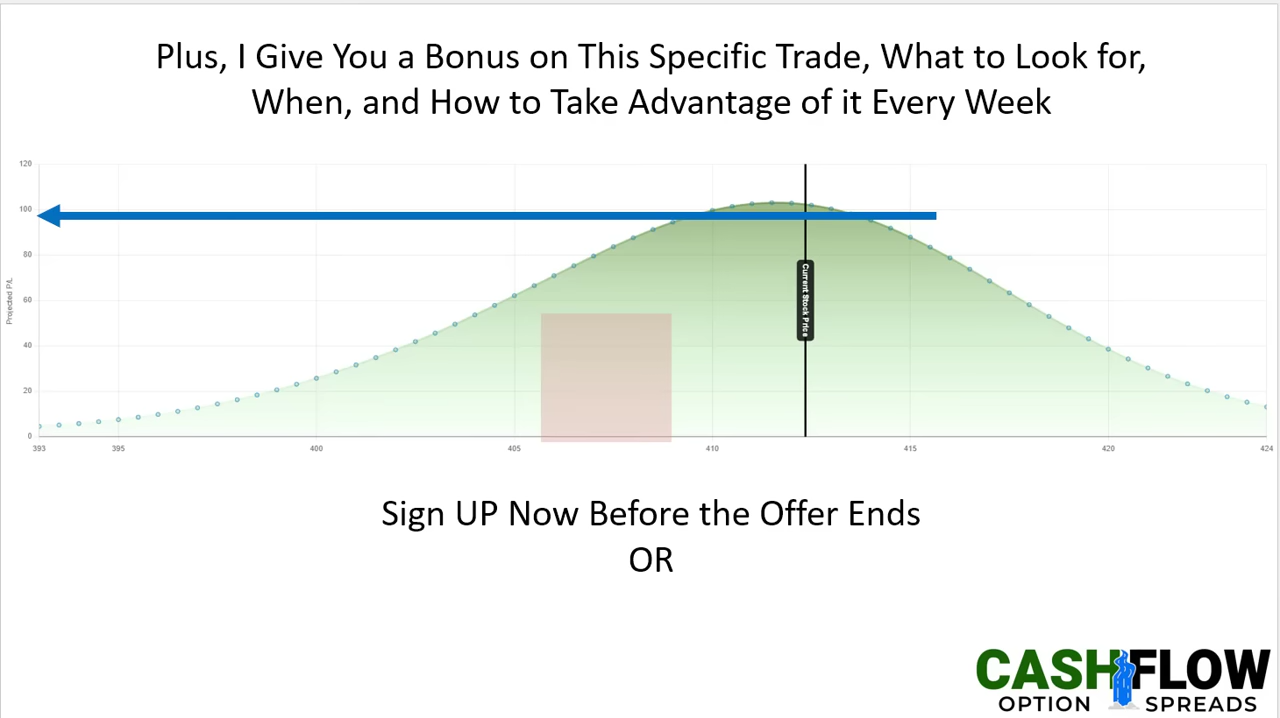 Plus, I Give You a Bonus on This Specific Trade, What to Look for,
When, and How to Take Advantage of it Every Week
120
100
80
60
40
20
0
Projected P/L
Current Stock Price
393 395 400 405 410 415 420 424
Sign UP Now Before the Offer Ends
OR
CASH FLOW
OPTION SPREADS